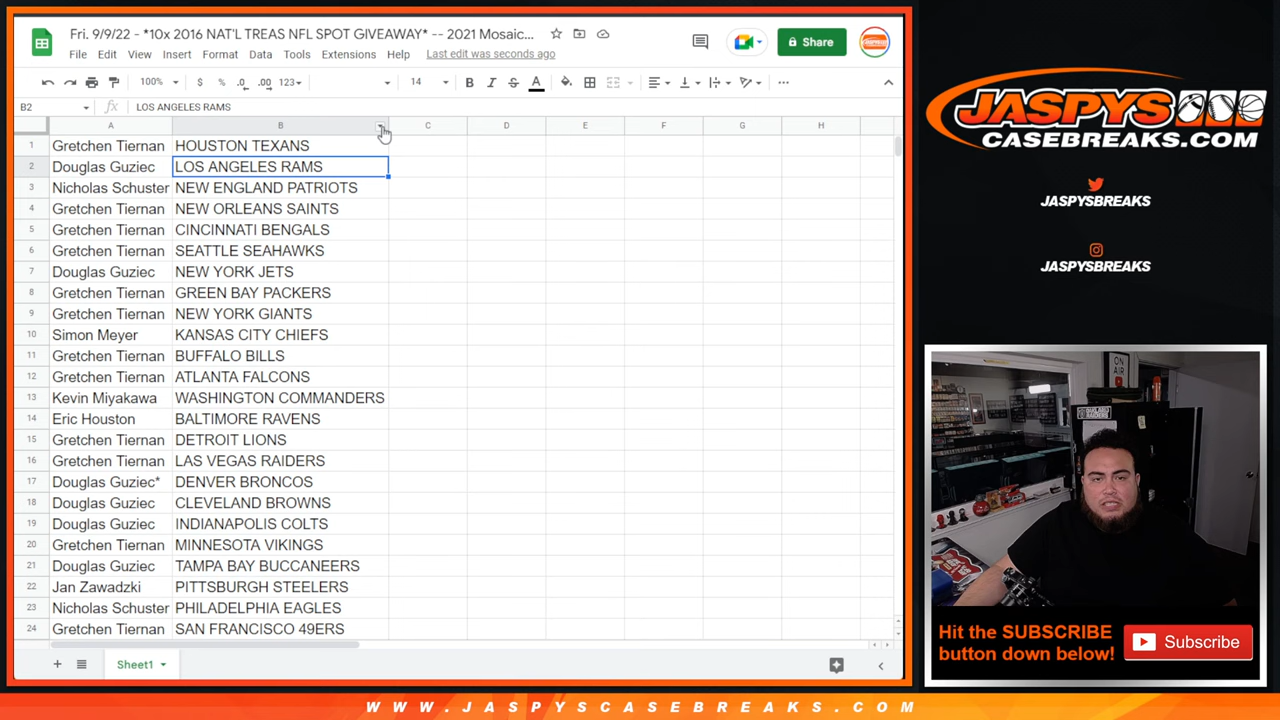 Fri. 9/9/22 - *10x 2016 NAT'L TREAS NFL SPOT GIVEAWAY* -- 2021 Mosaic...
File Edit View Insert Format Data Tools Extensions Help Last edit was seconds ago
Share
100% $ % .0 .00 123 14 B I S A
B2 fx LOS ANGELES RAMS
A B C D E F G H
1 Gretchen Tiernan HOUSTON TEXANS
2 Douglas Guziec LOS ANGELES RAMS
3 Nicholas Schuster NEW ENGLAND PATRIOTS
4 Gretchen Tiernan NEW ORLEANS SAINTS
5 Gretchen Tiernan CINCINNATI BENGALS
6 Gretchen Tiernan SEATTLE SEAHAWKS
7 Douglas Guziec NEW YORK JETS
8 Gretchen Tiernan GREEN BAY PACKERS
9 Gretchen Tiernan NEW YORK GIANTS
10 Simon Meyer KANSAS CITY CHIEFS
11 Gretchen Tiernan BUFFALO BILLS
12 Gretchen Tiernan ATLANTA FALCONS
13 Kevin Miyakawa WASHINGTON COMMANDERS
14 Eric Houston BALTIMORE RAVENS
15 Gretchen Tiernan DETROIT LIONS
16 Gretchen Tiernan LAS VEGAS RAIDERS
17 Douglas Guziec* DENVER BRONCOS
18 Douglas Guziec CLEVELAND BROWNS
19 Douglas Guziec INDIANAPOLIS COLTS
20 Gretchen Tiernan MINNESOTA VIKINGS
21 Douglas Guziec TAMPA BAY BUCCANEERS
22 Jan Zawadzki PITTSBURGH STEELERS
23 Nicholas Schuster PHILADELPHIA EAGLES
24 Gretchen Tiernan SAN FRANCISCO 49ERS
Sheet1
JASPYS
CASEBREAKS.COM
JASPYSBREAKS
JASPYSBREAKS
ON
AIR
Hit the SUBSCRIBE
button down below!
Subscribe
WWW.JASPYSCASEBREAKS.COM